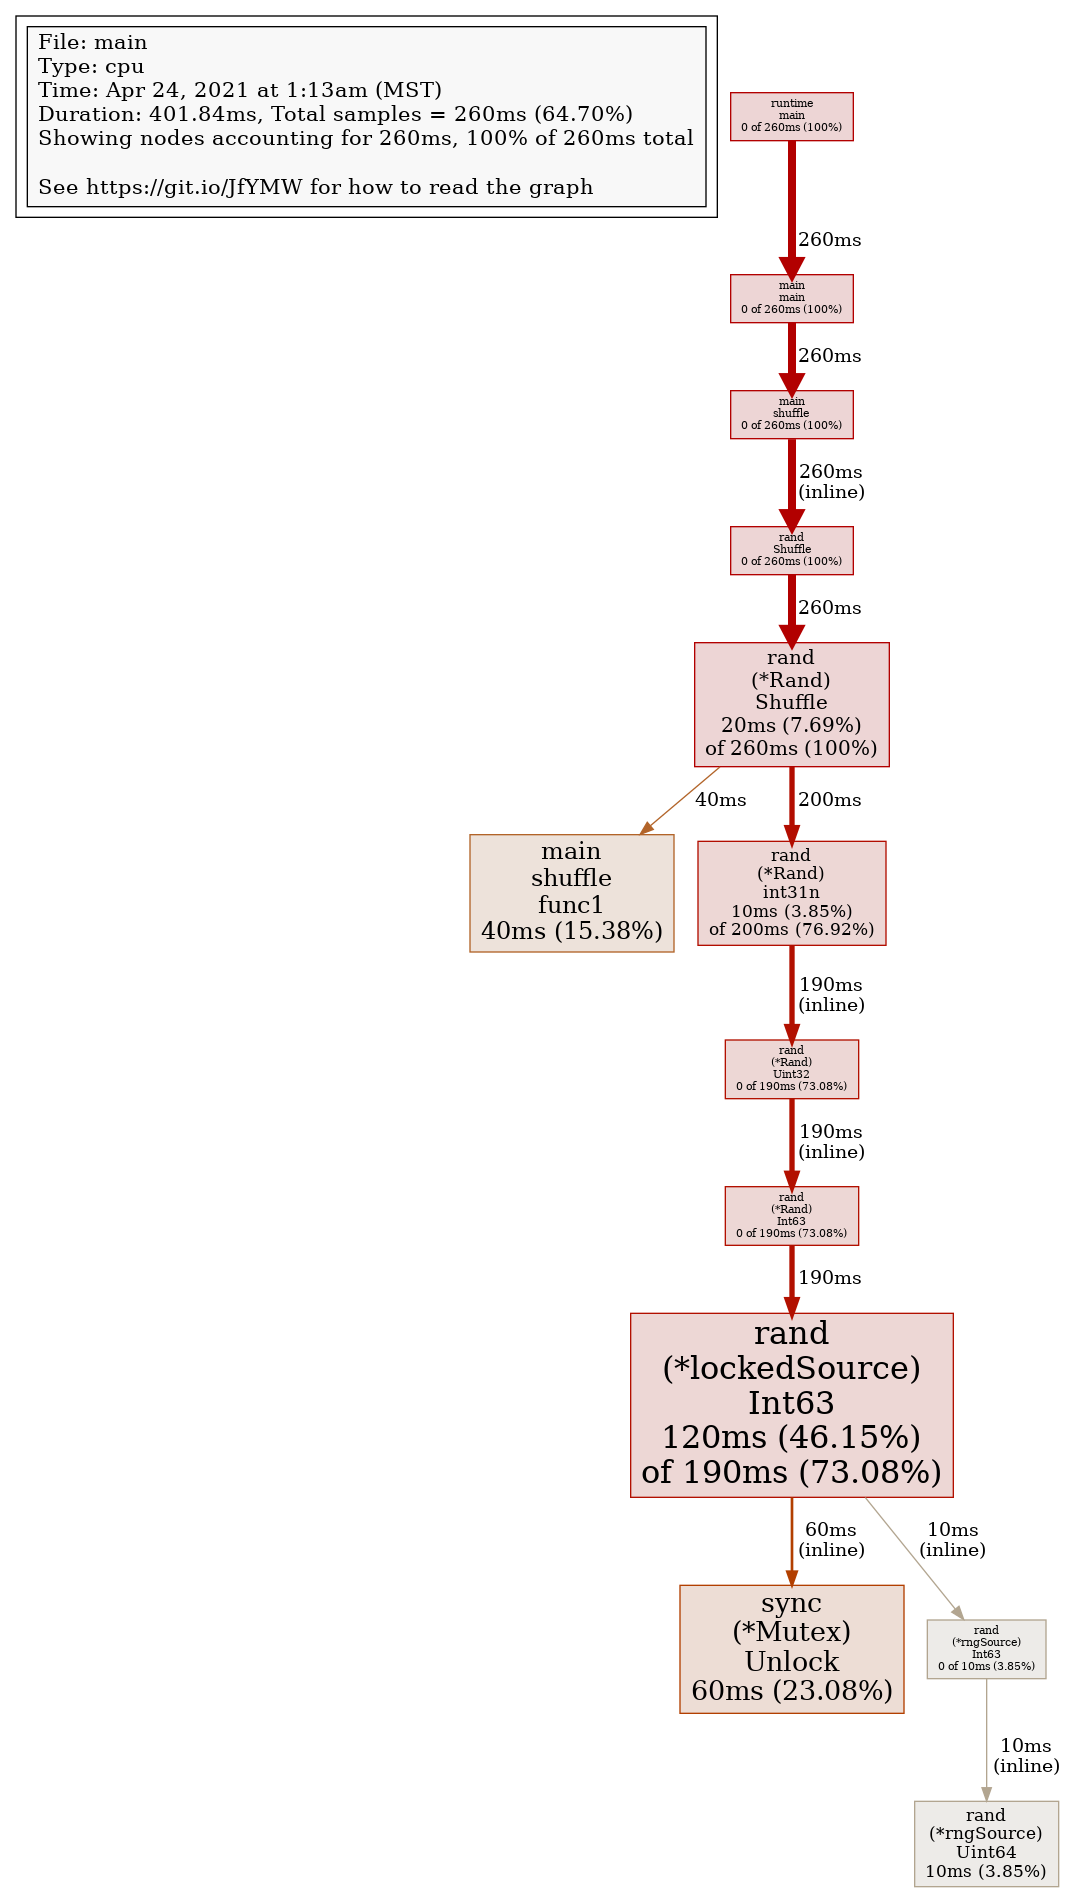 File: main
Type: cpu
Time: Apr 24, 2021 at 1:13am (MST)
Duration: 401.84ms, Total samples = 260ms (64.70%)
Showing nodes accounting for 260ms, 100% of 260ms total
See https://git.io/JfYMW for how to read the graph
runtime
main
0 of 260ms (100%)
260ms
main
main
0 of 260ms (100%)
260ms
main
shuffle
0 of 260ms (100%)
260ms
(inline)
rand
Shuffle
0 of 260ms (100%)
260ms
rand
(*Rand)
Shuffle
20ms (7.69%)
of 260ms (100%)
40ms
200ms
main
shuffle
func1
40ms (15.38%)
rand
(*Rand)
int31n
10ms (3.85%)
of 200ms (76.92%)
190ms
(inline)
rand
(*Rand)
Uint32
0 of 190ms (73.08%)
190ms
(inline)
rand
(*Rand)
Int63
0 of 190ms (73.08%)
190ms
rand
(*lockedSource)
Int63
120ms (46.15%)
of 190ms (73.08%)
60ms
(inline)
10ms
(inline)
sync
(*Mutex)
Unlock
60ms (23.08%)
rand
(*rngSource)
Int63
0 of 10ms (3.85%)
10ms
(inline)
rand
(*rngSource)
Uint64
10ms (3.85%)